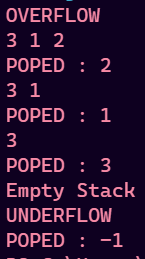 OVERFLOW
3 1 2
POPED : 2
3 1
POPED : 1
3
POPED : 3
Empty Stack
UNDERFLOW
POPED : -1